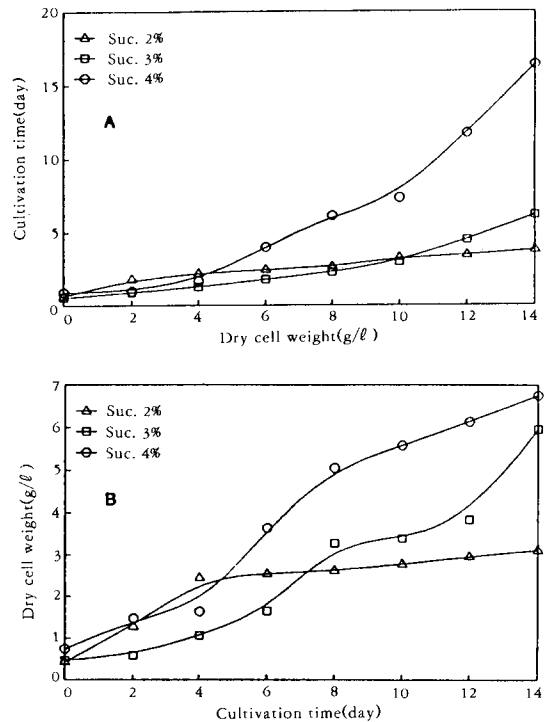 20
Suc. 2%
Suc. 3%
Suc. 4%
15
A
10
5
0
Cultivation time(day)
0 2 4 6 8 10 12 14
Dry cell weight(g/ℓ)
7
Suc. 2%
6
Suc. 3%
Suc. 4%
5
B
4
3
2
1
0
Dry cell weight(g/ℓ)
0 2 4 6 8 10 12 14
Cultivation time(day)